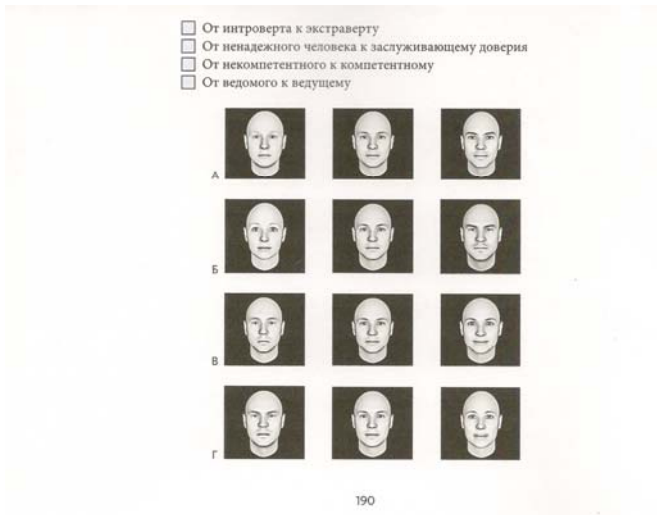 От интроверта к экстраверту
От ненадежного человека к заслуживающему доверия
От некомпетентного к компетентному
От ведомого к ведущему
А
Б
В
Г
190